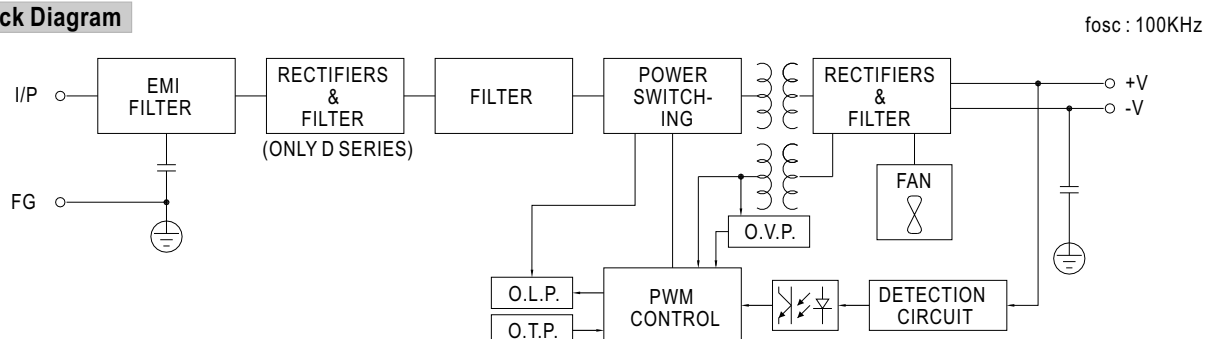 ck Diagram
fosc : 100KHz
I/P
EMI
FILTER
RECTIFIERS
&
FILTER
(ONLY D SERIES)
FILTER
POWER
SWITCH-
ING
RECTIFIERS
&
FILTER
+V
-V
FG
FAN
O.V.P.
O.L.P.
O.T.P.
PWM
CONTROL
DETECTION
CIRCUIT